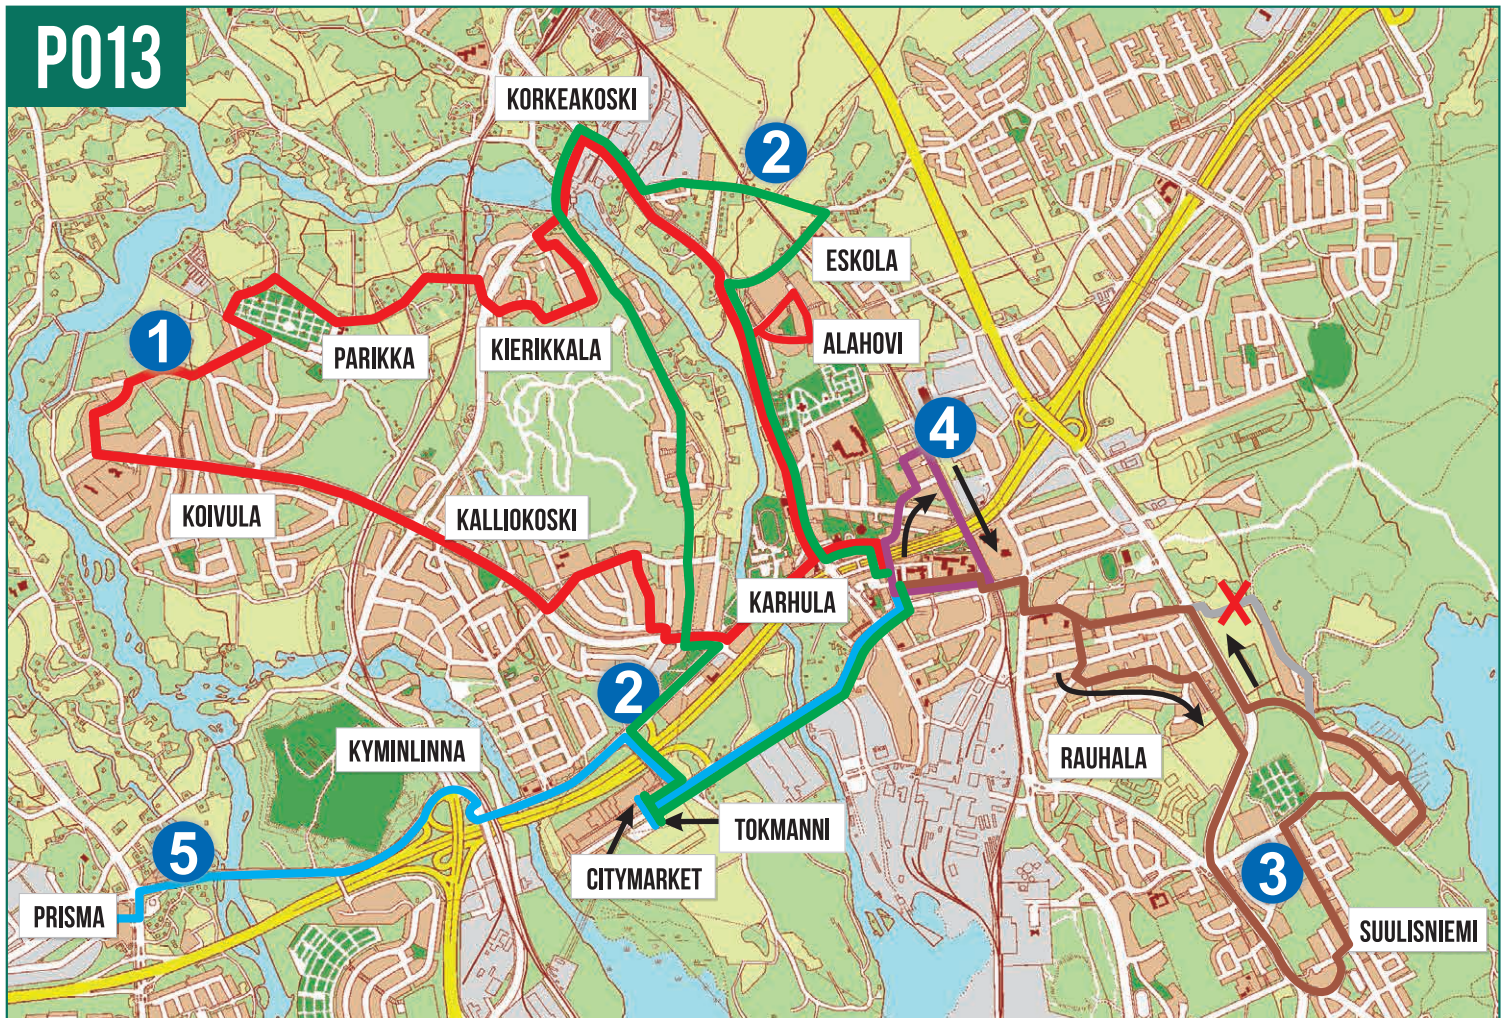 P013
KORKEAKOSKI
2
ESKOLA
1
PARIKKA
KIERIKKALA
ALAHOVI
4
KOIVULA
KALLIOKOSKI
KARHULA
X
2
KYMINLINNA
RAUHALA
TOKMANNI
5
CITYMARKET
3
PRISMA
SUULISNIEMI